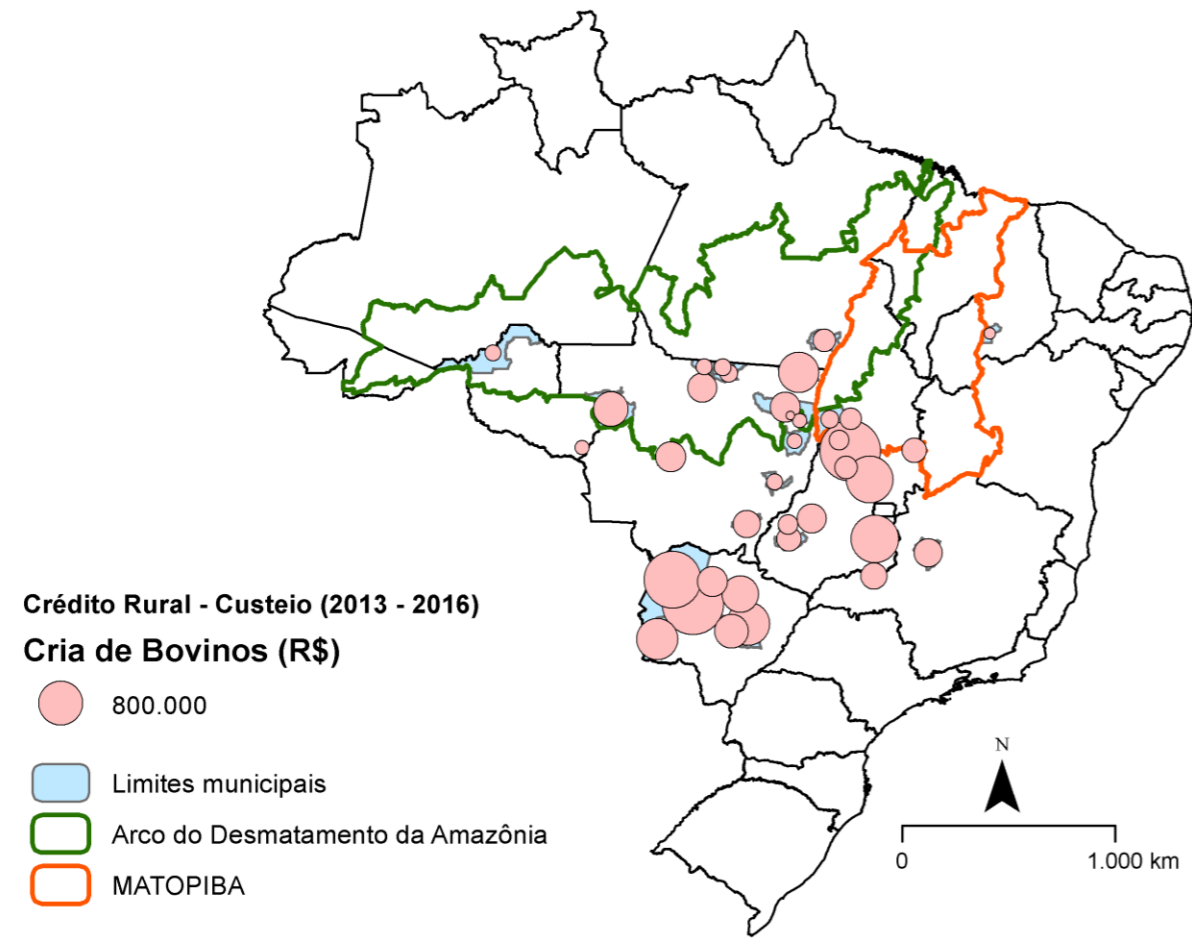 Crédito Rural - Custeio (2013 - 2016)
Cria de Bovinos (R$)
800.000
Limites municipais
Arco do Desmatamento da Amazônia
MATOPIBA
N
0 1.000 km